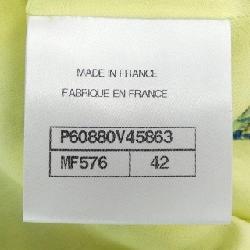 MADE IN FRANCE
FABRIQUE EN FRANCE
P60880V45863
MF576 42